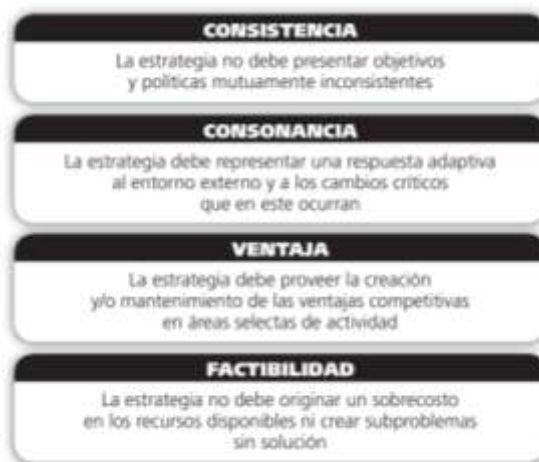 CONSISTENCIA
La estrategia no debe presentar objetivos
y políticas mutuamente inconsistentes
CONSONANCIA
La estrategia debe representar una respuesta adaptiva
al entorno externo y a los cambios críticos
que en este ocurran
VENTAJA
La estrategia debe proveer la creación
y/o mantenimiento de las ventajas competitivas
en áreas selectas de actividad
FACTIBILIDAD
La estrategia no debe originar un sobrecosto
en los recursos disponibles ni crear subproblemas
sin solución